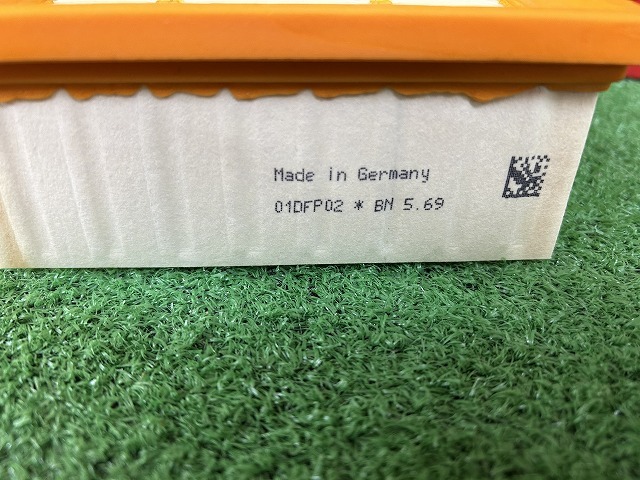 Made in Germany
01DFP02 * BN 5.69